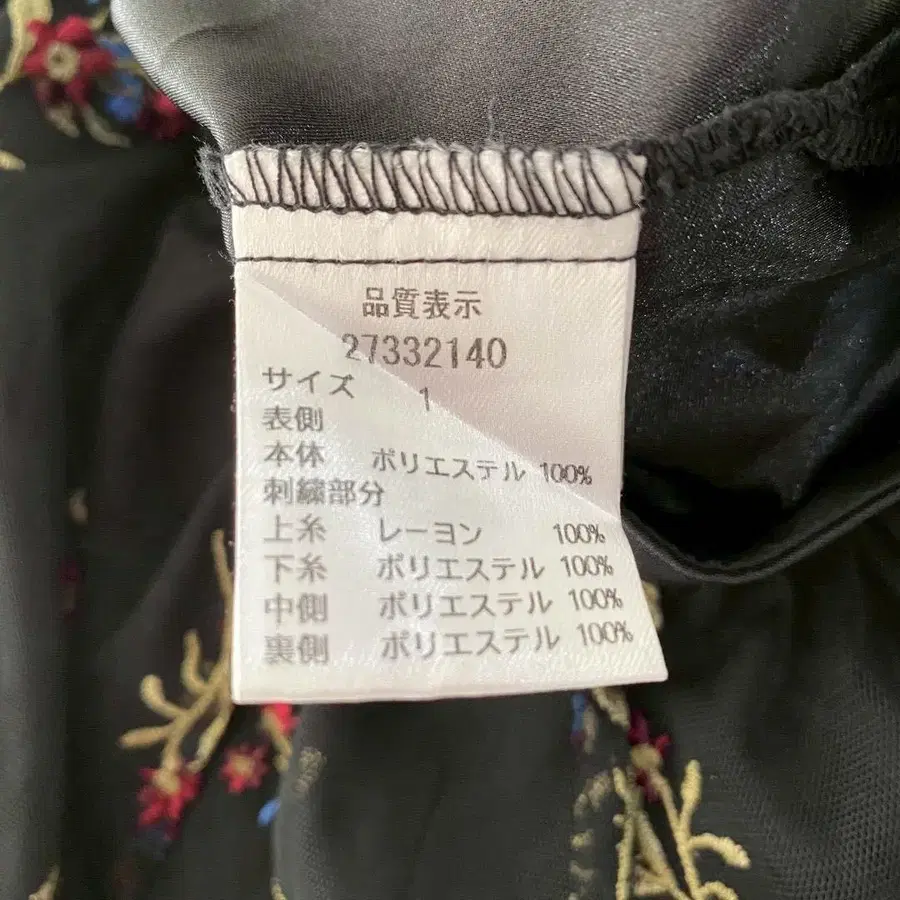 品質表示
27332140
サイズ 1
表側
本体 ポリエステル 100%
刺繍部分
上糸 レーヨン 100%
下糸 ポリエステル 100%
中側 ポリエステル 100%
裏側 ポリエステル 100%